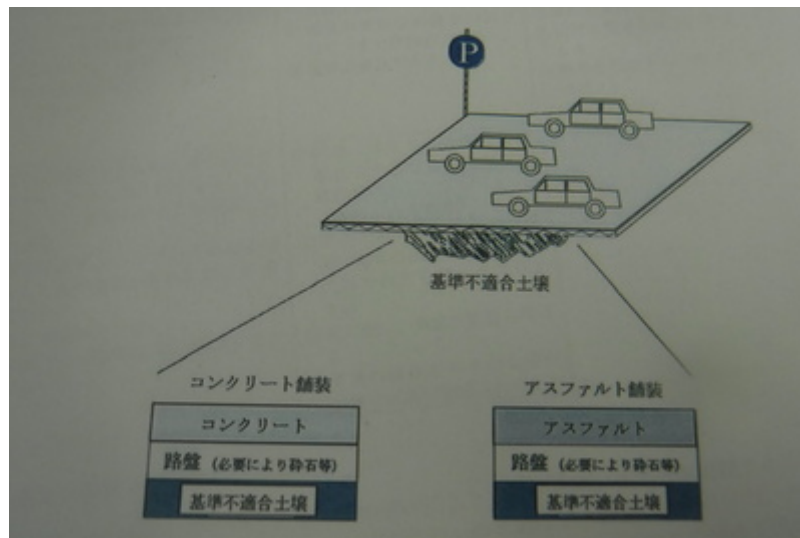 P
基準不適合土壌
コンクリート舗装
コンクリート
路盤（必要により砕石等）
基準不適合土壌
アスファルト舗装
アスファルト
路盤（必要により砕石等）
基準不適合土壌